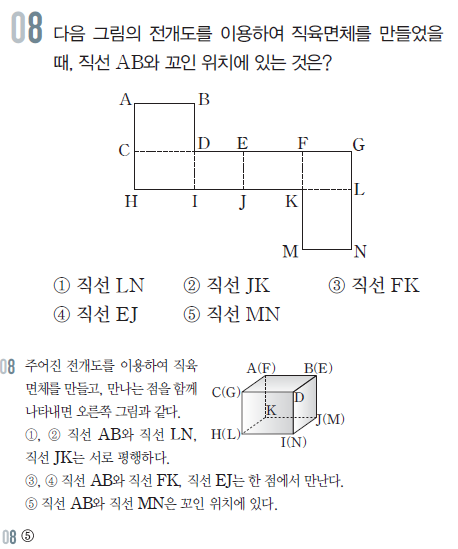 08 다음 그림의 전개도를 이용하여 직육면체를 만들었을
때, 직선 AB와 꼬인 위치에 있는 것은?
A B
C D E F G
H I J K L
M N
① 직선 LN ② 직선 JK ③ 직선 FK
④ 직선 EJ ⑤ 직선 MN
08 주어진 전개도를 이용하여 직육
면체를 만들고, 만나는 점을 함께
나타내면 오른쪽 그림과 같다.
①, ② 직선 AB와 직선 LN,
직선 JK는 서로 평행하다.
③, ④ 직선 AB와 직선 FK, 직선 EJ는 한 점에서 만난다.
⑤ 직선 AB와 직선 MN은 꼬인 위치에 있다.
A(F) B(E)
C(G) D
K J(M)
H(L) I(N)
08 ⑤